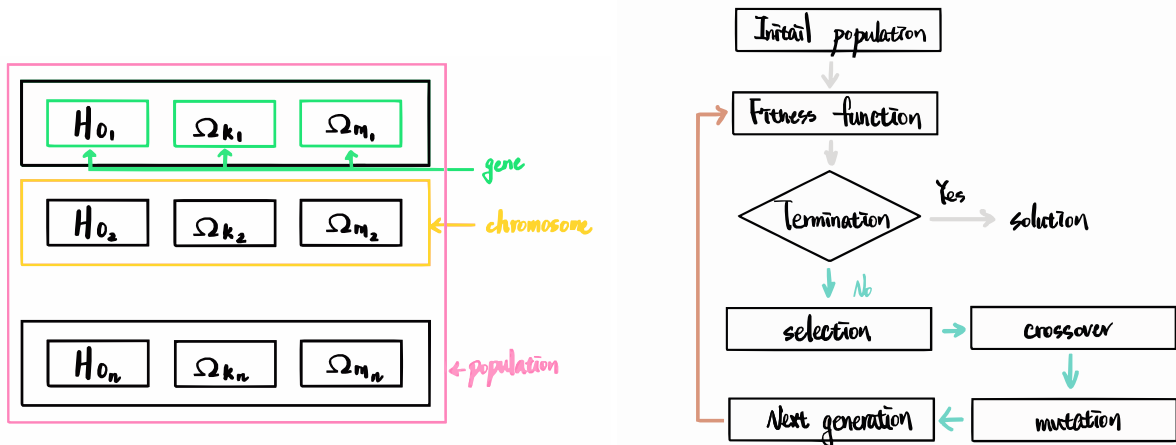 H0₁ Ωk₁ Ωm₁
gene
H0₂ Ωk₂ Ωm₂
chromosome
H0ₙ Ωkₙ Ωmₙ
population
Initail population
Fitness function
Termination
Yes
solution
No
selection
crossover
Next generation
mutation